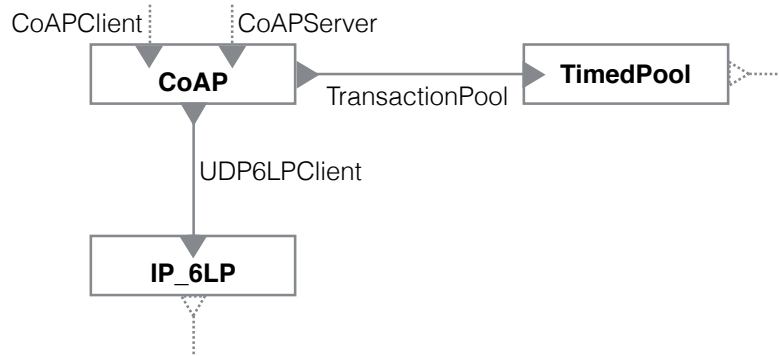 CoAPClient CoAPServer
CoAP
TimedPool
TransactionPool
UDP6LPClient
IP_6LP